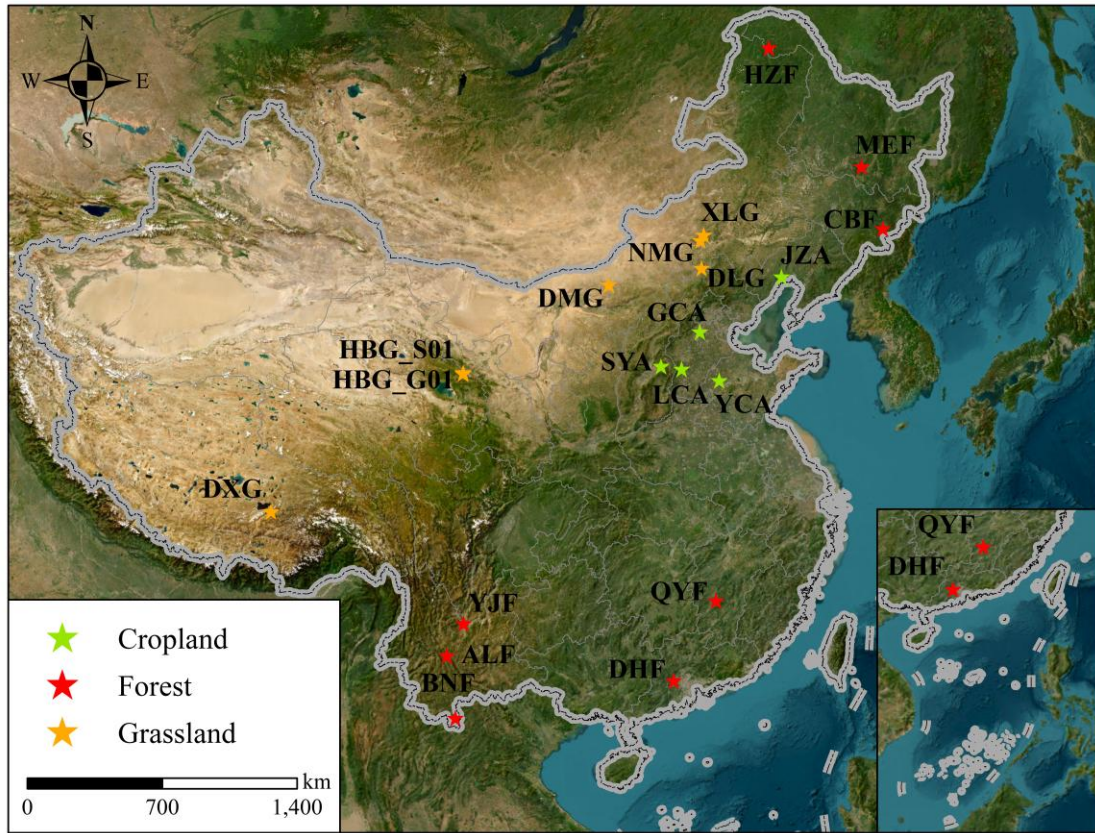 N
W E
S
HZF
MEF
XLG
CBF
NMG
JZA
DLG
DMG
GCA
HBG_S01
SYA
HBG_G01
LCA
YCA
DXG
QYF
DHF
YJF
QYF
ALF
BNF
DHF
Cropland
Forest
Grassland
km
0 700 1,400